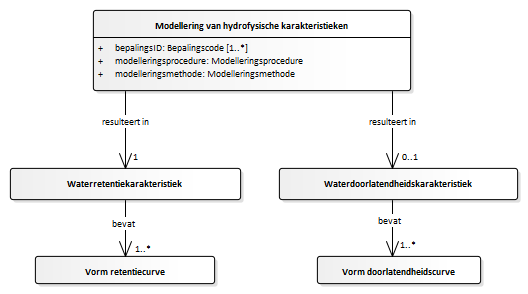 Modellering van hydrofysische karakteristieken
+ bepalingsID: Bepalingscode [1..*]
+ modelleringsprocedure: Modelleringsprocedure
+ modelleringsmethode: Modelleringsmethode
resulteert in
resulteert in
1
0..1
Waterretentiekarakteristiek
Waterdoorlatendheidskarakteristiek
bevat
bevat
1..*
1..*
Vorm retentiecurve
Vorm doorlatendheidscurve